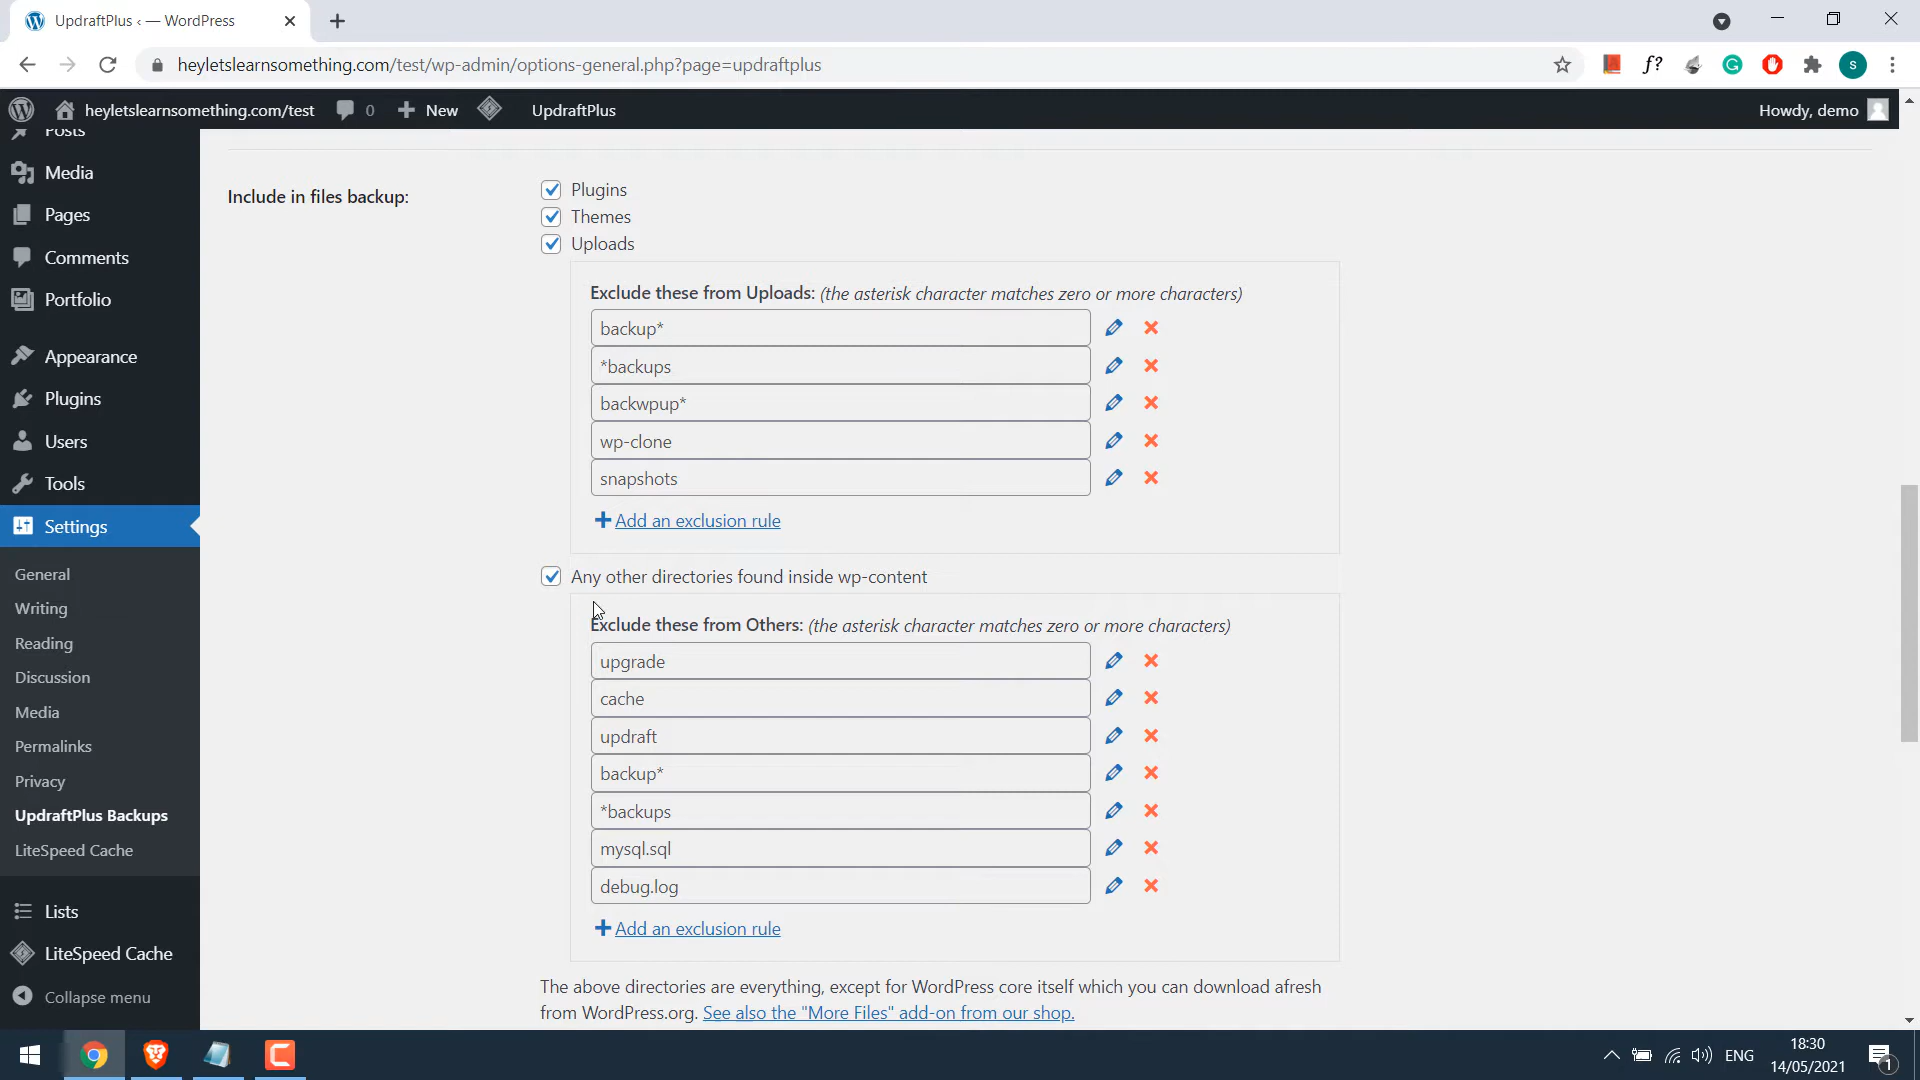 UpdraftPlus ‹ — WordPress
heyletslearnsomething.com/test/wp-admin/options-general.php?page=updraftplus
f?
G
s
heyletslearnsomething.com/test
0
New
UpdraftPlus
Howdy, demo
Posts
Media
Pages
Comments
Portfolio
Appearance
Plugins
Users
Tools
Settings
General
Writing
Reading
Discussion
Media
Permalinks
Privacy
UpdraftPlus Backups
LiteSpeed Cache
Lists
LiteSpeed Cache
Collapse menu
Include in files backup:
Plugins
Themes
Uploads
Exclude these from Uploads: (the asterisk character matches zero or more characters)
backup*
*backups
backwpup*
wp-clone
snapshots
Add an exclusion rule
Any other directories found inside wp-content
Exclude these from Others: (the asterisk character matches zero or more characters)
upgrade
cache
updraft
backup*
*backups
mysql.sql
debug.log
Add an exclusion rule
The above directories are everything, except for WordPress core itself which you can download afresh
from WordPress.org. See also the "More Files" add-on from our shop.
ENG
18:30
14/05/2021
1